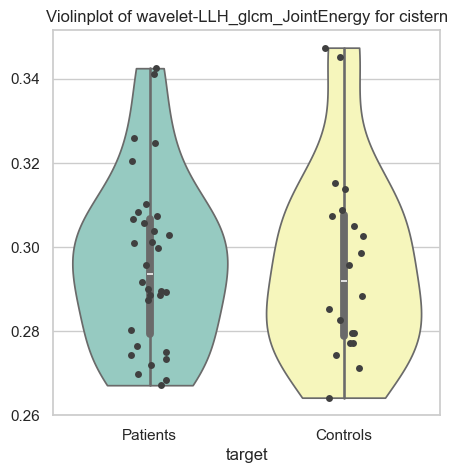 Violinplot of wavelet-LLH_glcm_JointEnergy for cistern
0.34
0.32
0.30
0.28
0.26
Patients Controls
target